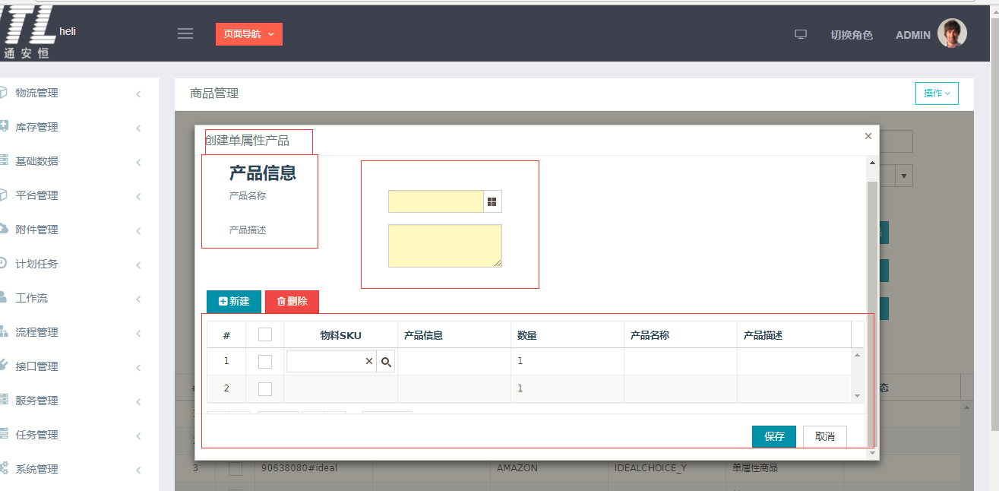 TL
heli
通安恒
页面导航
切换角色
ADMIN
物流管理
库存管理
基础数据
平台管理
附件管理
计划任务
工作流
流程管理
接口管理
服务管理
任务管理
系统管理
商品管理
操作
创建单属性产品
×
产品信息
产品名称
产品描述
新建
删除
# 物料SKU 产品信息 数量 产品名称 产品描述
1 1
2 1
保存
取消
态
3 90638080#ideal AMAZON IDEALCHOICE_Y 单属性商品